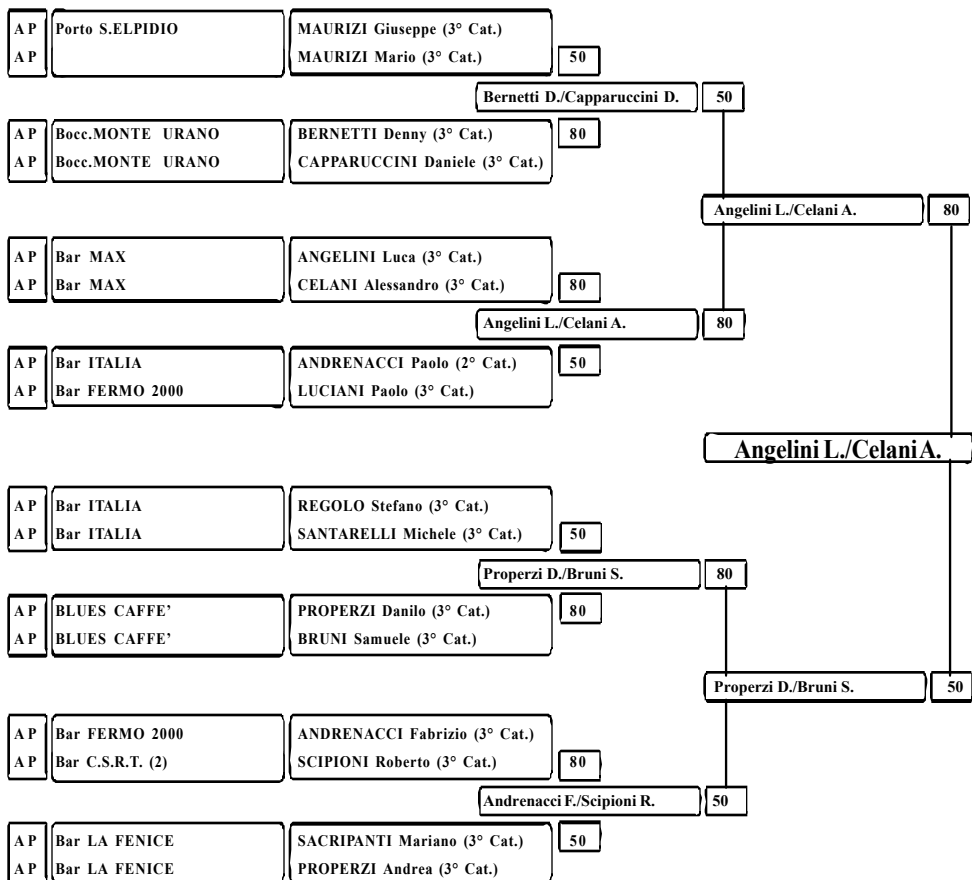 A P Porto S.ELPIDIO MAURIZI Giuseppe (3° Cat.)
A P MAURIZI Mario (3° Cat.) 50
Bernetti D./Capparuccini D. 50
A P Bocc.MONTE URANO BERNETTI Denny (3° Cat.) 80
A P Bocc.MONTE URANO CAPPARUCCINI Daniele (3° Cat.)
Angelini L./Celani A. 80
A P Bar MAX ANGELINI Luca (3° Cat.)
A P Bar MAX CELANI Alessandro (3° Cat.) 80
Angelini L./Celani A. 80
A P Bar ITALIA ANDRENACCI Paolo (2° Cat.) 50
A P Bar FERMO 2000 LUCIANI Paolo (3° Cat.)
Angelini L./Celani A.
A P Bar ITALIA REGOLO Stefano (3° Cat.)
A P Bar ITALIA SANTARELLI Michele (3° Cat.) 50
Properzi D./Bruni S. 80
A P BLUES CAFFE' PROPERZI Danilo (3° Cat.) 80
A P BLUES CAFFE' BRUNI Samuele (3° Cat.)
Properzi D./Bruni S. 50
A P Bar FERMO 2000 ANDRENACCI Fabrizio (3° Cat.)
A P Bar C.S.R.T. (2) SCIPIONI Roberto (3° Cat.) 80
Andrenacci F./Scipioni R. 50
A P Bar LA FENICE SACRIPANTI Mariano (3° Cat.) 50
A P Bar LA FENICE PROPERZI Andrea (3° Cat.)